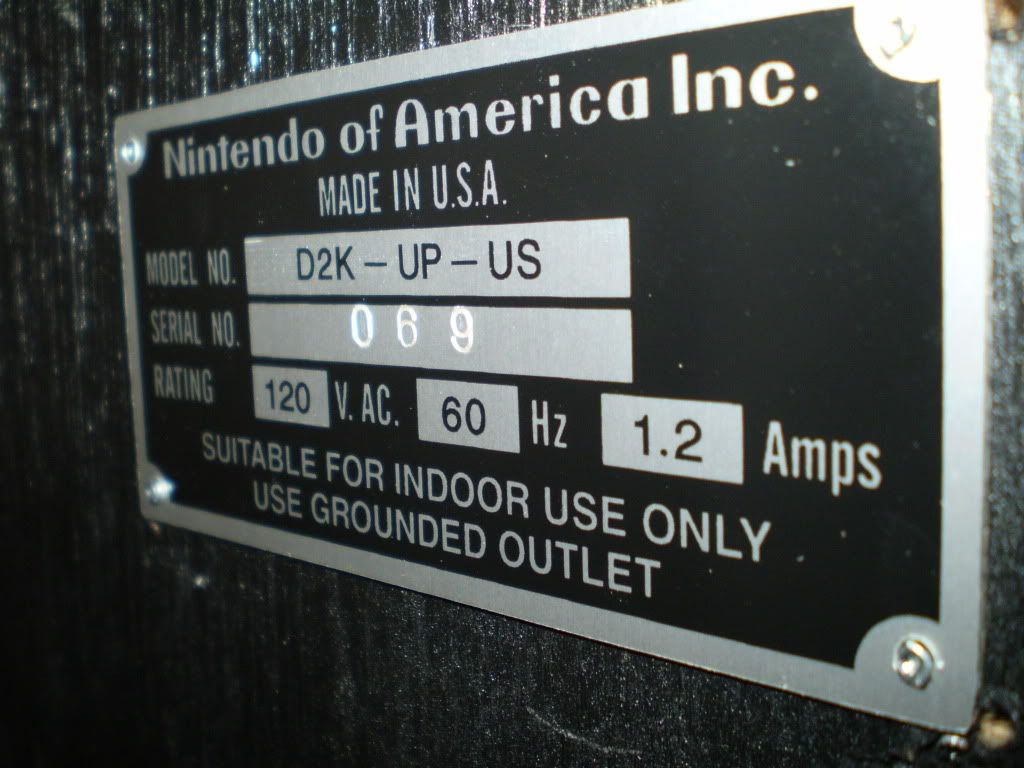 Nintendo of America Inc.
MADE IN U.S.A.
MODEL NO. D2K-UP-US
SERIAL NO. 069
RATING 120 V. AC. 60 Hz 1.2 Amps
SUITABLE FOR INDOOR USE ONLY
USE GROUNDED OUTLET